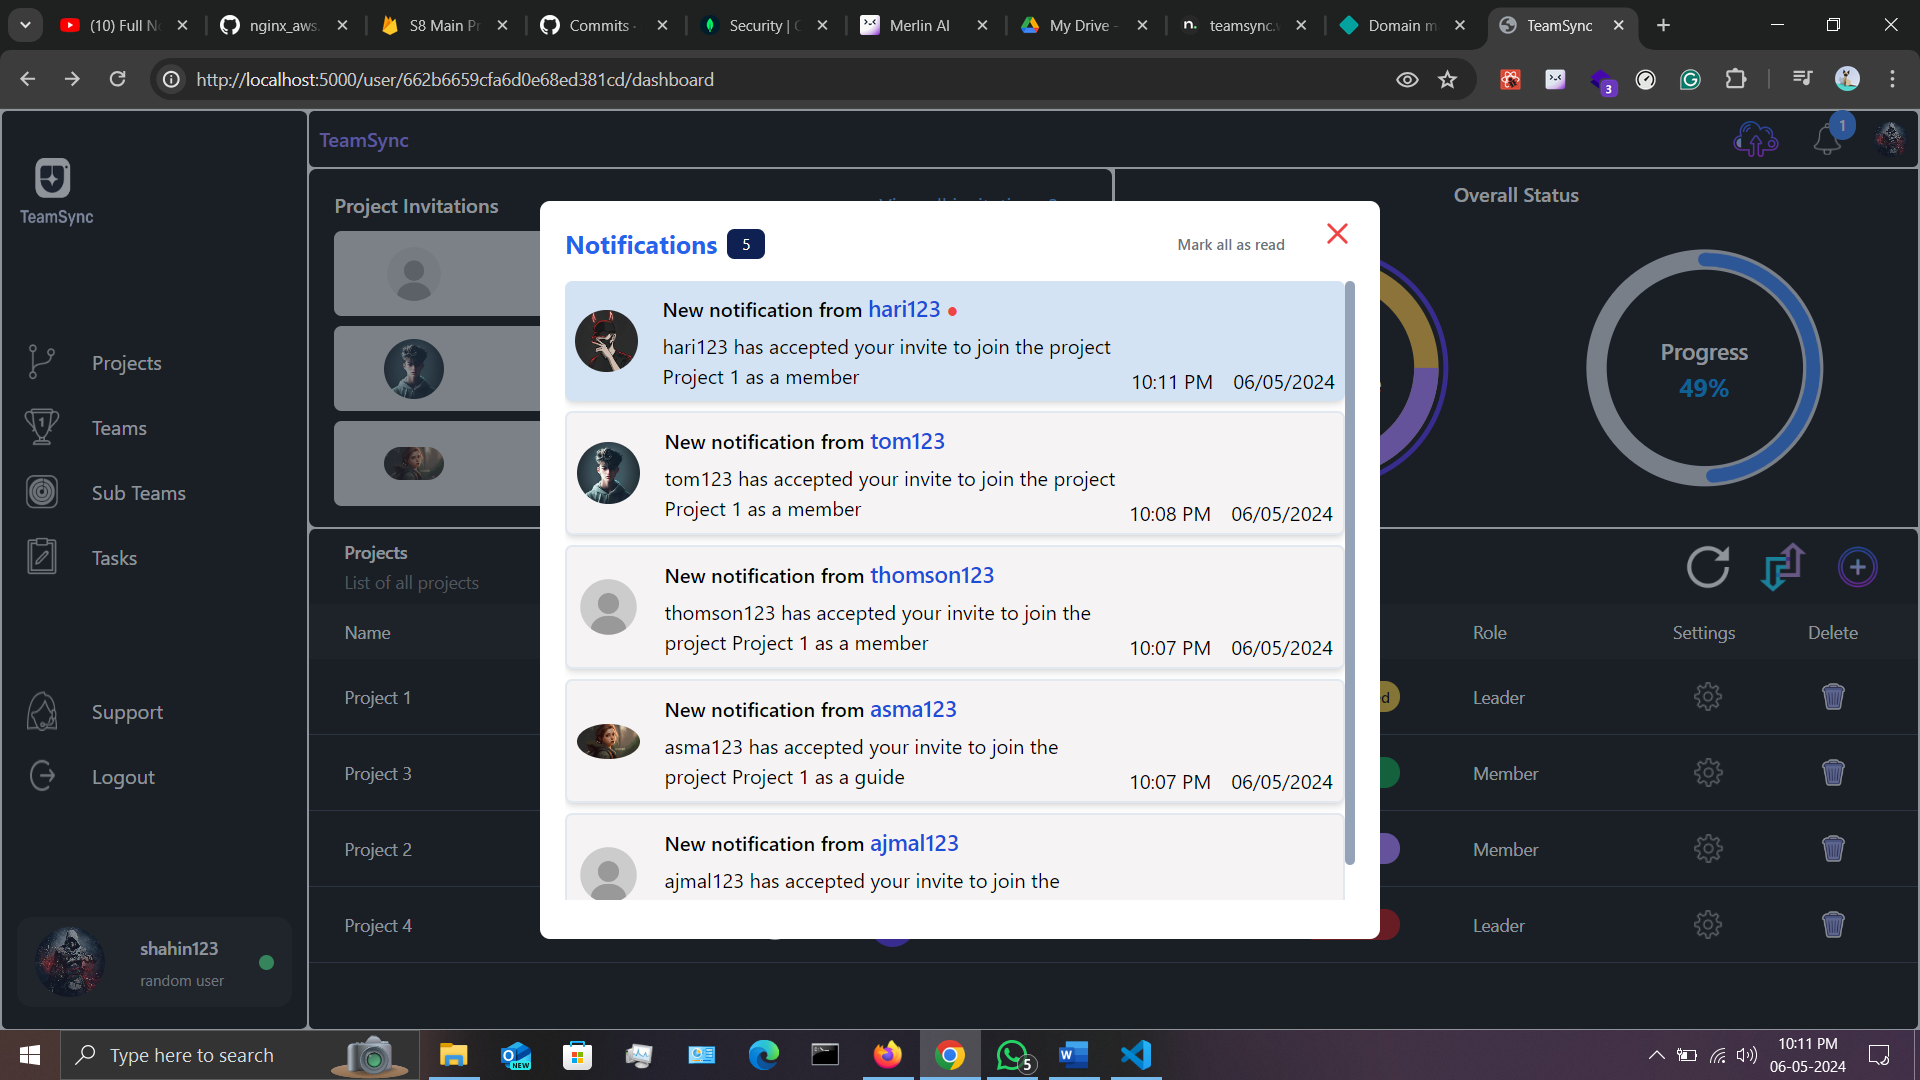 (10) Full No
nginx_aws.
S8 Main Pr
Commits ·
Security | C
Merlin AI
My Drive -
teamsync.v
Domain m
TeamSync
http://localhost:5000/user/662b6659cfa6d0e68ed381cd/dashboard
3
TeamSync
TeamSync
1
Project Invitations
Overall Status
Notifications 5
Mark all as read
New notification from hari123
hari123 has accepted your invite to join the project
Project 1 as a member
10:11 PM 06/05/2024
New notification from tom123
tom123 has accepted your invite to join the project
Project 1 as a member
10:08 PM 06/05/2024
New notification from thomson123
thomson123 has accepted your invite to join the
project Project 1 as a member
10:07 PM 06/05/2024
New notification from asma123
asma123 has accepted your invite to join the
project Project 1 as a guide
10:07 PM 06/05/2024
New notification from ajmal123
ajmal123 has accepted your invite to join the
Progress
49%
Projects
Teams
Sub Teams
Tasks
Support
Logout
shahin123
random user
Projects
List of all projects
Name
Role
Settings
Delete
Project 1
d
Leader
Project 3
Member
Project 2
Member
Project 4
Leader
Type here to search
NEW
5
10:11 PM
06-05-2024